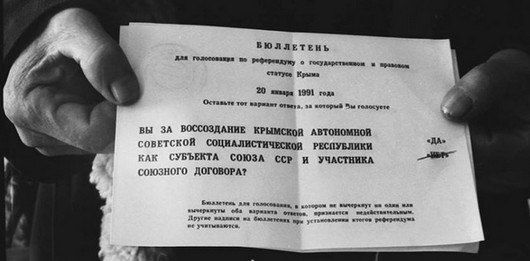 БЮЛЛЕТЕНЬ
для голосования по референдуму о государственном и правовом
статусе Крыма
20 января 1991 года
Оставьте тот вариант ответа, за который Вы голосуете
ВЫ ЗА ВОССОЗДАНИЕ КРЫМСКОЙ АВТОНОМНОЙ
СОВЕТСКОЙ СОЦИАЛИСТИЧЕСКОЙ РЕСПУБЛИКИ
КАК СУБЪЕКТА СОЮЗА ССР И УЧАСТНИКА
СОЮЗНОГО ДОГОВОРА?
«ДА»
«НЕТ»
Бюллетень для голосования, в котором не вычеркнут ни один или
вычеркнуты оба варианта ответов, признается недействительным.
Другие надписи на бюллетенях при установлении итогов референдума
не учитываются.